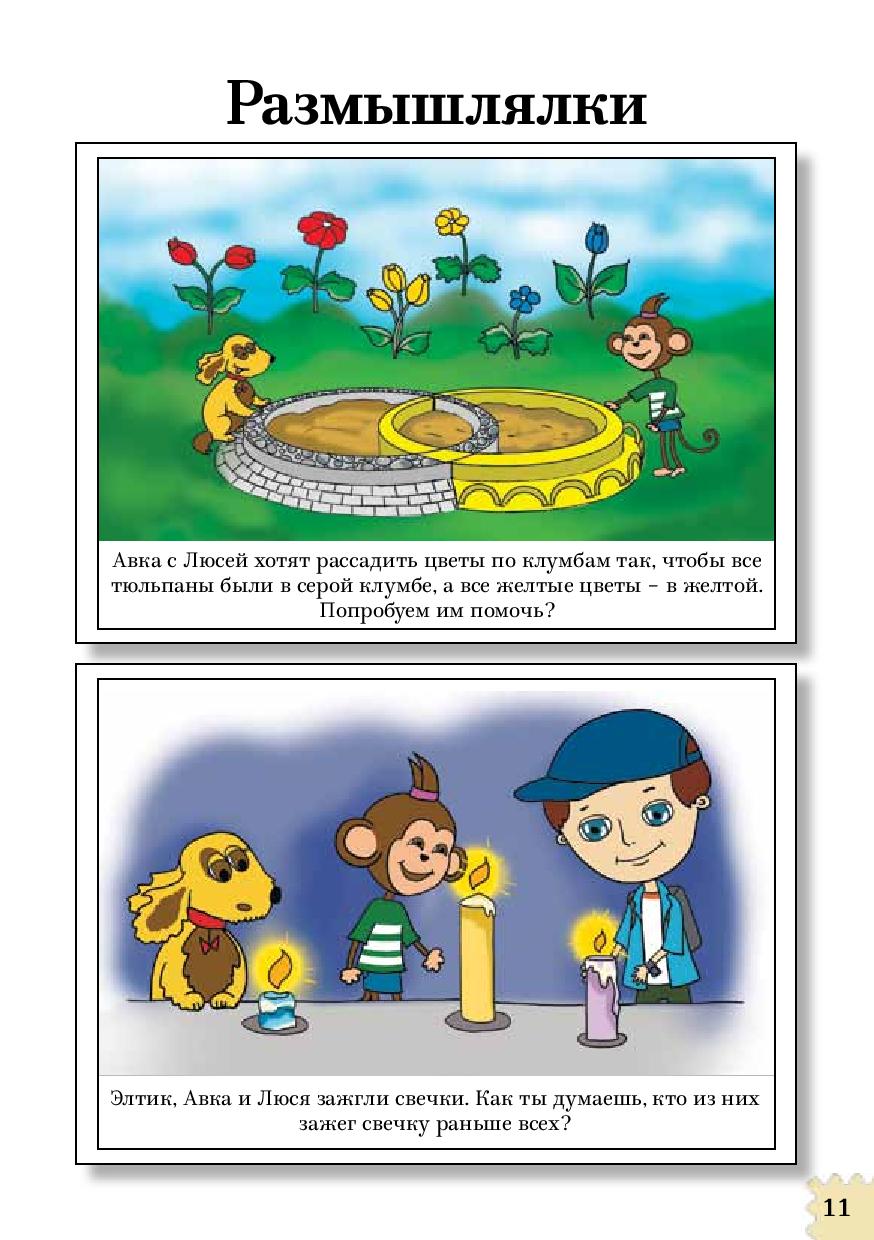 Размышлялки
Авка с Люсей хотят рассадить цветы по клумбам так, чтобы все
тюльпаны были в серой клумбе, а все желтые цветы – в желтой.
Попробуем им помочь?
Элтик, Авка и Люся зажгли свечки. Как ты думаешь, кто из них
зажег свечку раньше всех?
11